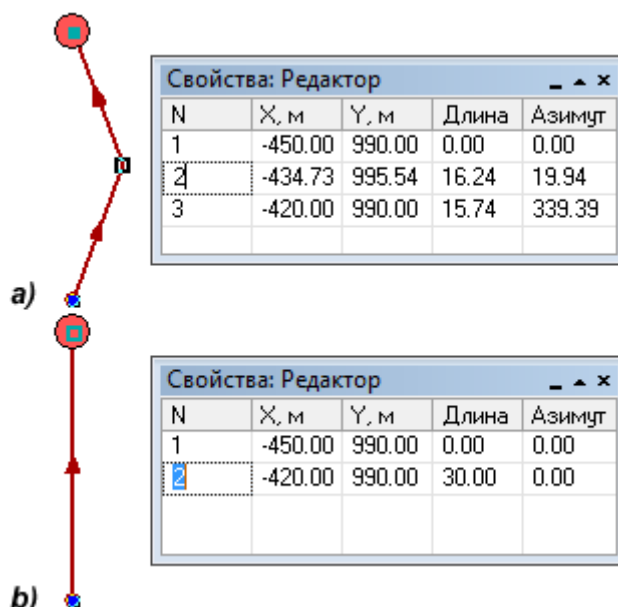 Свойства: Редактор
N X, м Y, м Длина Азимут
1 -450.00 990.00 0.00 0.00
2 -434.73 995.54 16.24 19.94
3 -420.00 990.00 15.74 339.39
a)
Свойства: Редактор
N X, м Y, м Длина Азимут
1 -450.00 990.00 0.00 0.00
2 -420.00 990.00 30.00 0.00
b)